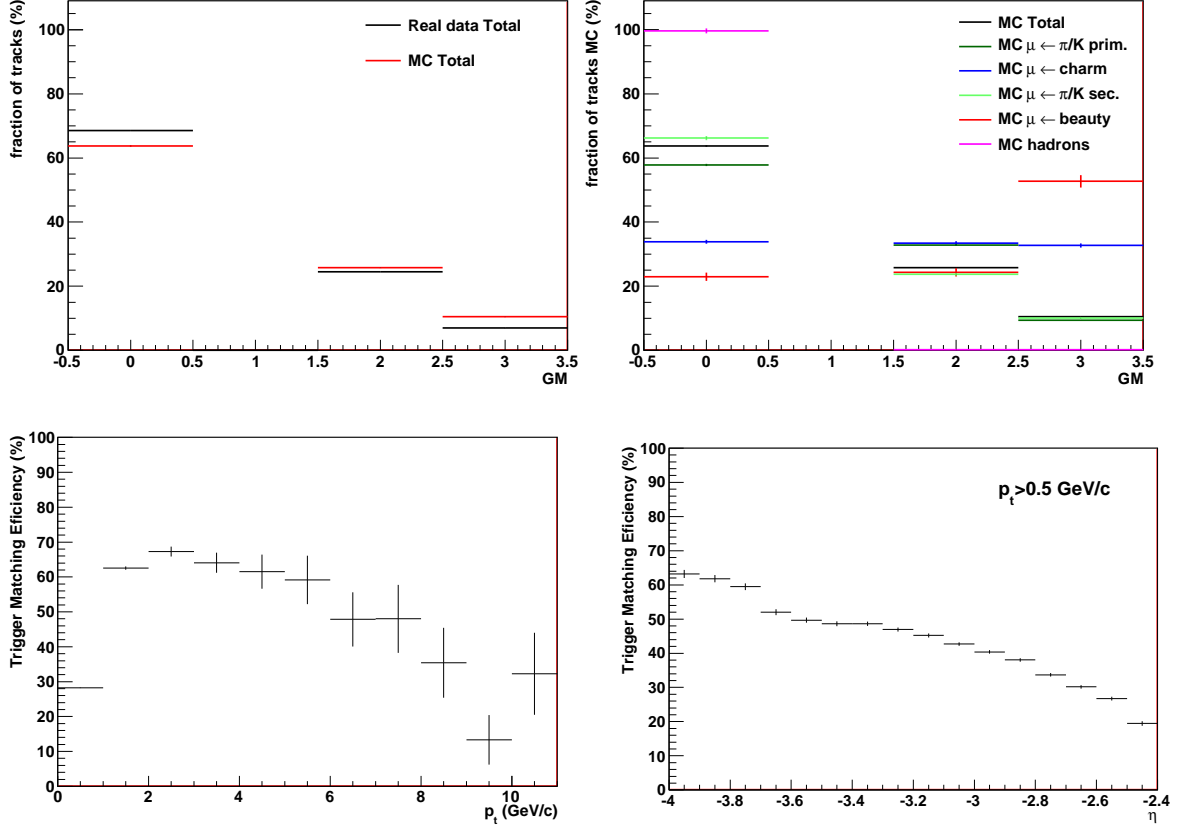 fraction of tracks (%)
100
80
60
40
20
0
Real data Total
MC Total
-0.5 0 0.5 1 1.5 2 2.5 3 3.5
GM
fraction of tracks MC (%)
100
80
60
40
20
0
MC Total
MC μ ← π/K prim.
MC μ ← charm
MC μ ← π/K sec.
MC μ ← beauty
MC hadrons
-0.5 0 0.5 1 1.5 2 2.5 3 3.5
GM
Trigger Matching Eficiency (%)
100
90
80
70
60
50
40
30
20
10
0
0 2 4 6 8 10
p_t (GeV/c)
Trigger Matching Eficiency (%)
100
90
80
70
60
50
40
30
20
10
0
p_t>0.5 GeV/c
-4 -3.8 -3.6 -3.4 -3.2 -3 -2.8 -2.6 -2.4
η